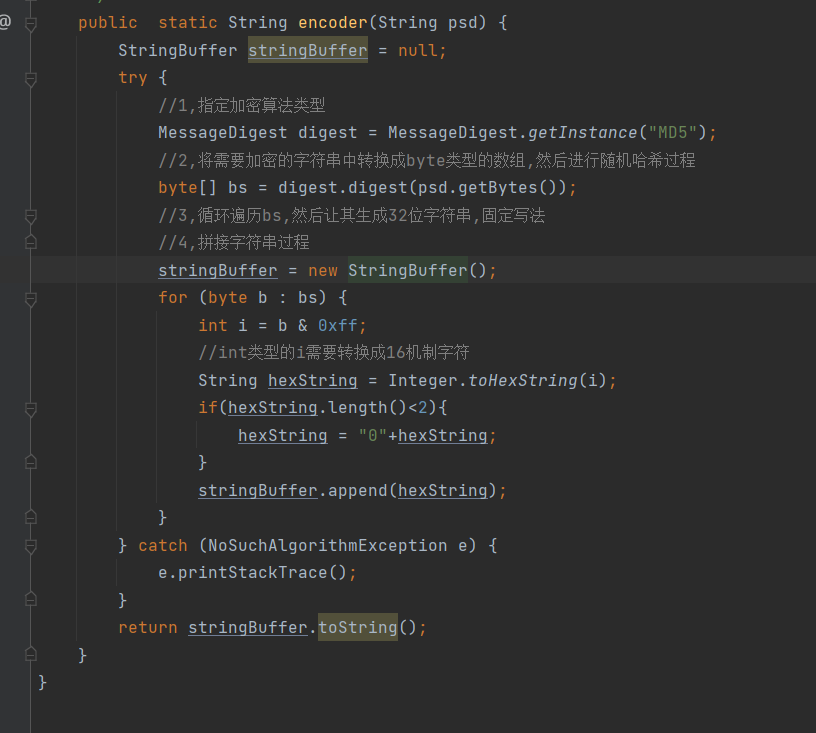 @
public  static String encoder(String psd) {
StringBuffer stringBuffer = null;
try {
//1,指定加密算法类型
MessageDigest digest = MessageDigest.getInstance("MD5");
//2,将需要加密的字符串中转换成byte类型的数组,然后进行随机哈希过程
byte[] bs = digest.digest(psd.getBytes());
//3,循环遍历bs,然后让其生成32位字符串,固定写法
//4,拼接字符串过程
stringBuffer = new StringBuffer();
for (byte b : bs) {
int i = b & 0xff;
//int类型的i需要转换成16机制字符
String hexString = Integer.toHexString(i);
if(hexString.length()<2){
hexString = "0"+hexString;
}
stringBuffer.append(hexString);
}
} catch (NoSuchAlgorithmException e) {
e.printStackTrace();
}
return stringBuffer.toString();
}
}